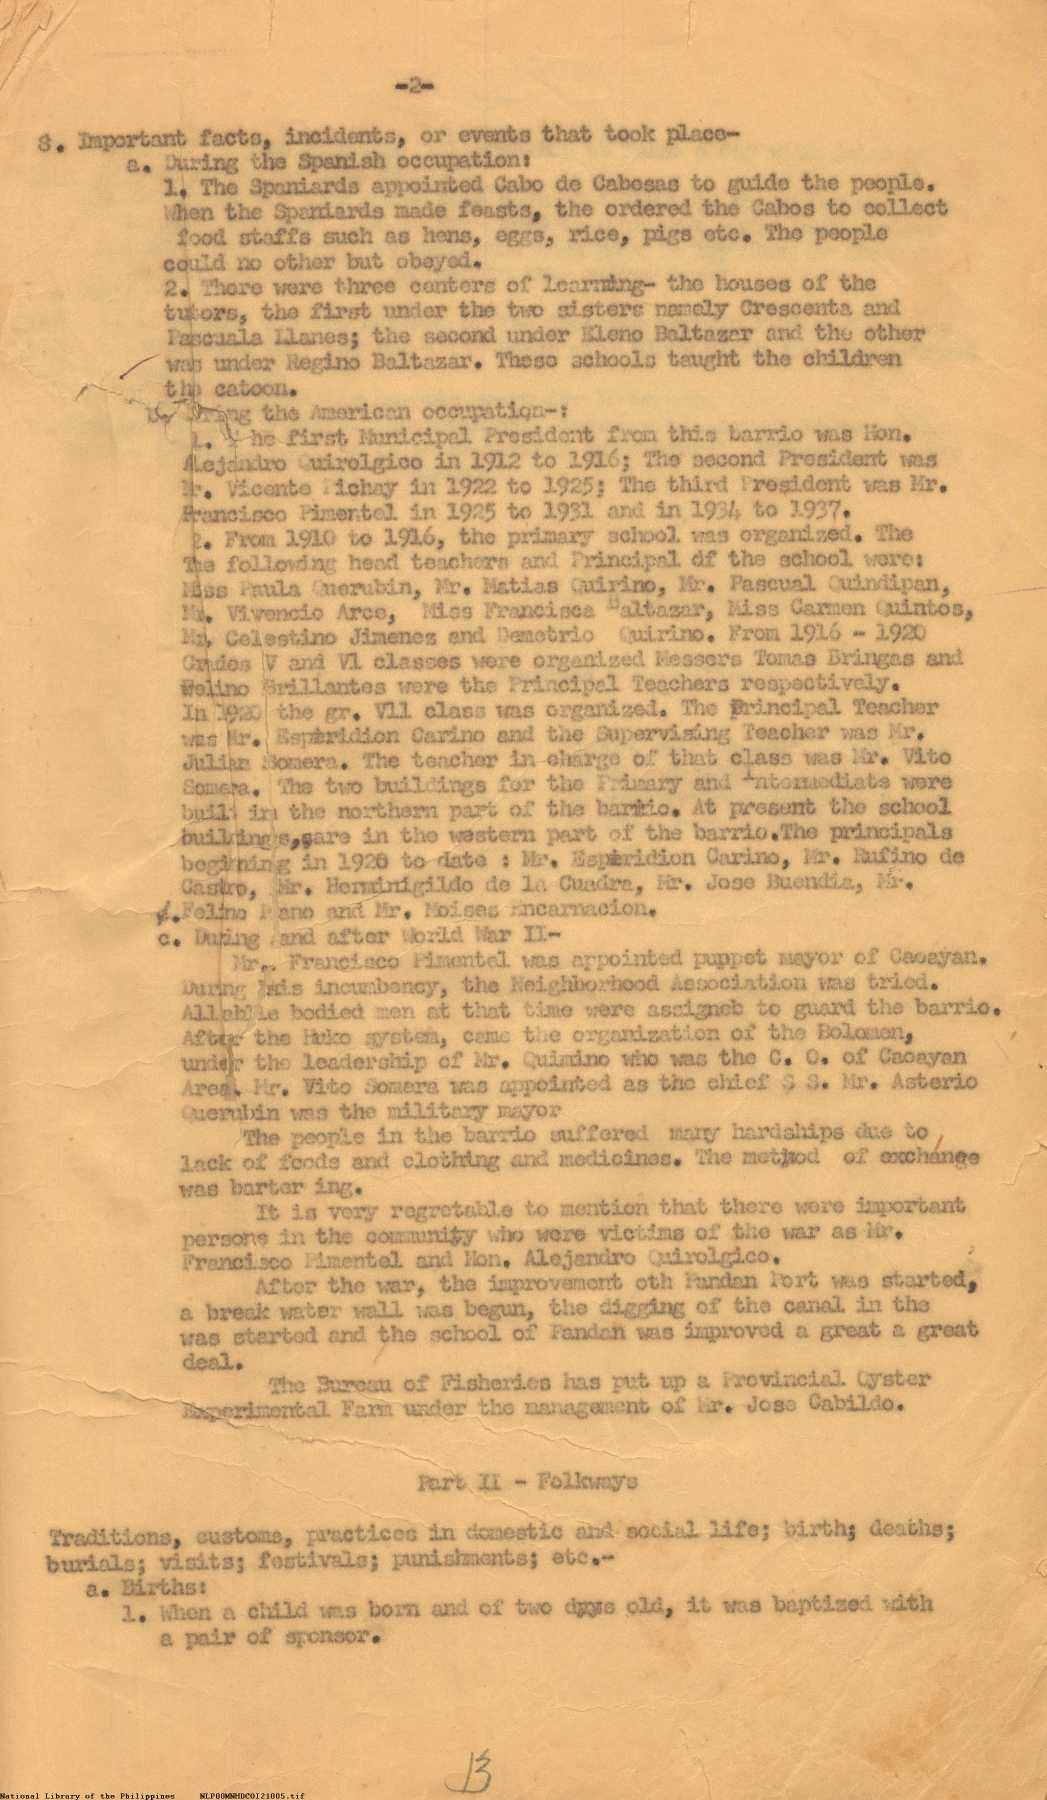 -2-
8. Important facts, incidents, or events that took place-
a. During the Spanish occupation:
1. The Spaniards appointed Cabo de Cabesas to guide the people.
When the Spaniards made feasts, the ordered the Cabos to collect
food staffs such as hens, eggs, rice, pigs etc. The people
could no other but obeyed.
2. There were three centers of learning- the houses of the
tutors, the first under the two sisters namely Crescenta and
Pascuala Llanes; the second under Eleno Baltazar and the other
was under Regino Baltazar. These schools taught the children
the catoon.
b. During the American occupation-:
1. The first Municipal President from this barrio was Hon.
Alejandro Quirolgico in 1912 to 1916; The second President was
Mr. Vicente Pichay in 1922 to 1925; The third President was Mr.
Francisco Pimentel in 1925 to 1931 and in 1934 to 1937.
2. From 1910 to 1916, the primary school was organized. The
The following head teachers and Principal of the school were:
Miss Paula Querubin, Mr. Matias Quirino, Mr. Pascual Quindipan,
Mr. Vivencio Arce, Miss Francisca Baltazar, Miss Carmen Quintos,
Mr, Celestino Jimenez and Demetrio Quirino. From 1916 - 1920
Grades V and Vl classes were organized Messers Tomas Bringas and
Felino Brillantes were the Principal Teachers respectively.
In 1920 the gr. Vll class was organized. The Principal Teacher
was Mr. Esperidion Carino and the Supervising Teacher was Mr.
Julian Somera. The teacher in charge of that class was Mr. Vito
Somera. The two buildings for the Primary and Intermediate were
built in the northern part of the barrio. At present the school
buildings, are in the western part of the barrio.The principals
beginning in 1920 to date : Mr. Esperidion Carino, Mr. Rufino de
Castro, Mr. Herminigildo de la Cuadra, Mr. Jose Buendia, Mr.
Felino Piano and Mr. Moises Encarnacion.
c. During and after World War II-
Mr. Francisco Pimentel was appointed puppet mayor of Caoayan.
During his incumbency, the Neighborhood Association was tried.
All able bodied men at that time were assigneb to guard the barrio.
After the Huko system, came the organization of the Bolomen,
under the leadership of Mr. Quimino who was the C. O. of Caoayan
Area. Mr. Vito Somera was appointed as the chief S S. Mr. Asterio
Querubin was the military mayor
The people in the barrio suffered many hardships due to
lack of foods and clothing and medicines. The method of exchange
was barter ing.
It is very regretable to mention that there were important
persons in the community who were victims of the war as Mr.
Francisco Pimentel and Hon. Alejandro Quirolgico.
After the war, the improvement oth Pandan Port was started,
a break water wall was begun, the digging of the canal in the
was started and the school of Pandan was improved a great a great
deal.
The Bureau of Fisheries has put up a Provincial Oyster
Experimental Farm under the management of Mr. Jose Cabildo.
Part II - Folkways
Traditions, customs, practices in domestic and social life; birth; deaths;
burials; visits; festivals; punishments; etc.-
a. Births:
1. When a child was born and of two days old, it was baptized with
a pair of sponsor.
13
National Library of the Philippines NLP00MNHDC0I21005.tif